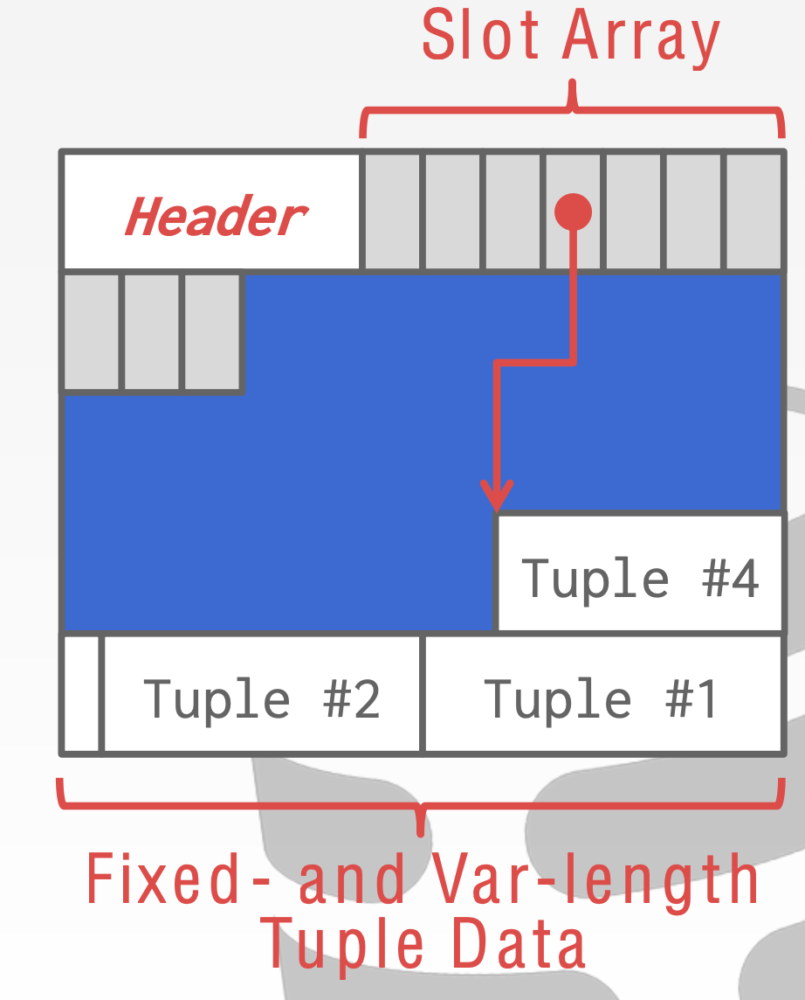 Slot Array
Header
Tuple #4
Tuple #2
Tuple #1
Fixed- and Var-length
Tuple Data